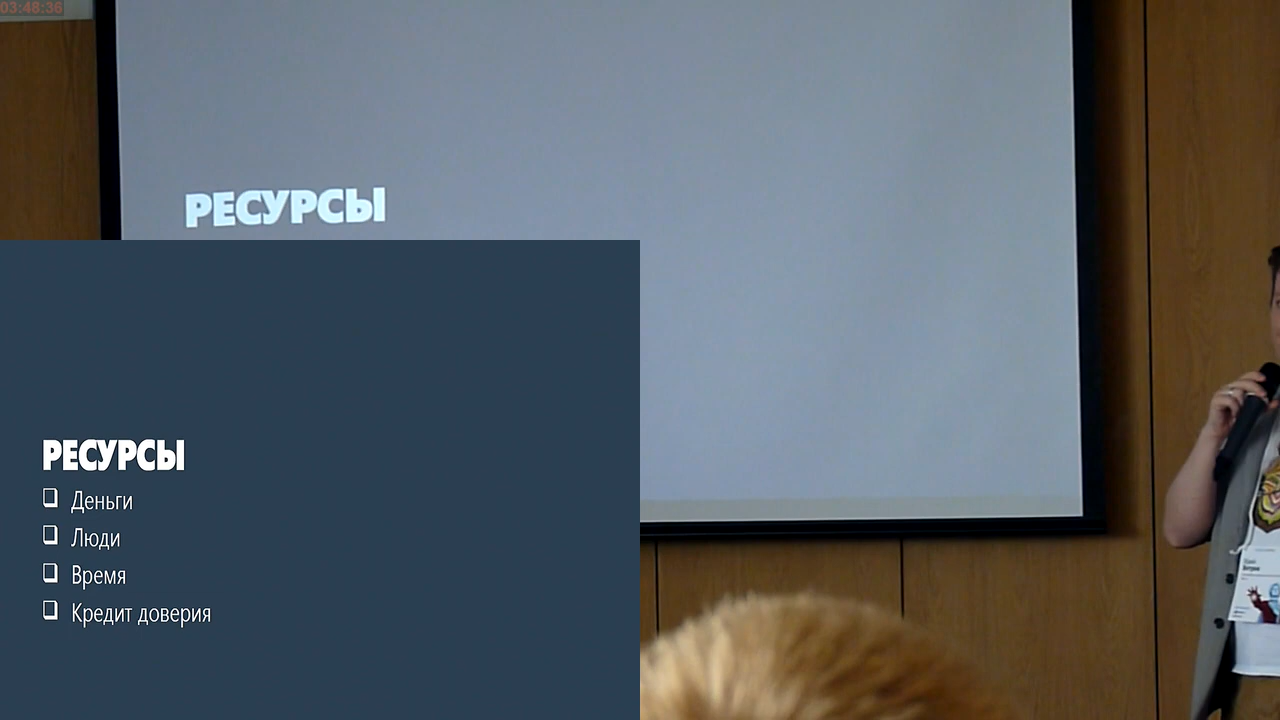 03:48:36
РЕСУРСЫ
РЕСУРСЫ
Деньги
Люди
Время
Кредит доверия